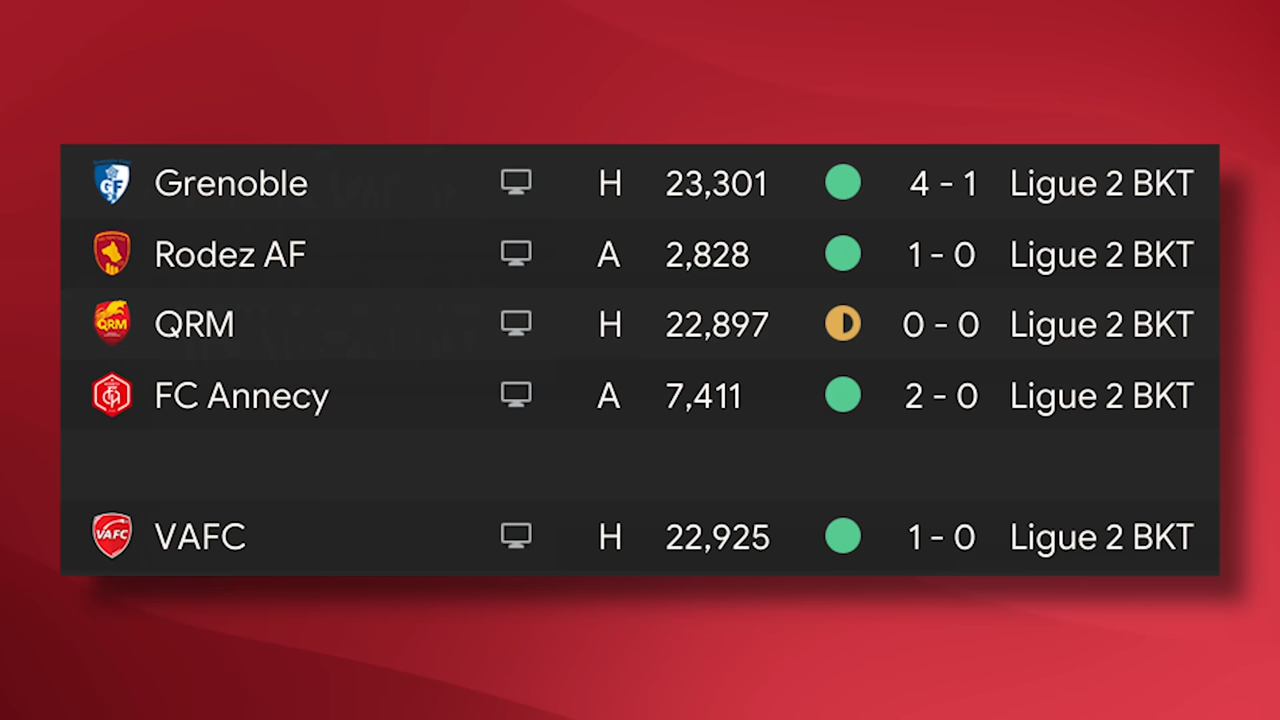 Grenoble H 23,301 4 - 1 Ligue 2 BKT
Rodez AF A 2,828 1 - 0 Ligue 2 BKT
QRM H 22,897 0 - 0 Ligue 2 BKT
FC Annecy A 7,411 2 - 0 Ligue 2 BKT
VAFC VAFC H 22,925 1 - 0 Ligue 2 BKT